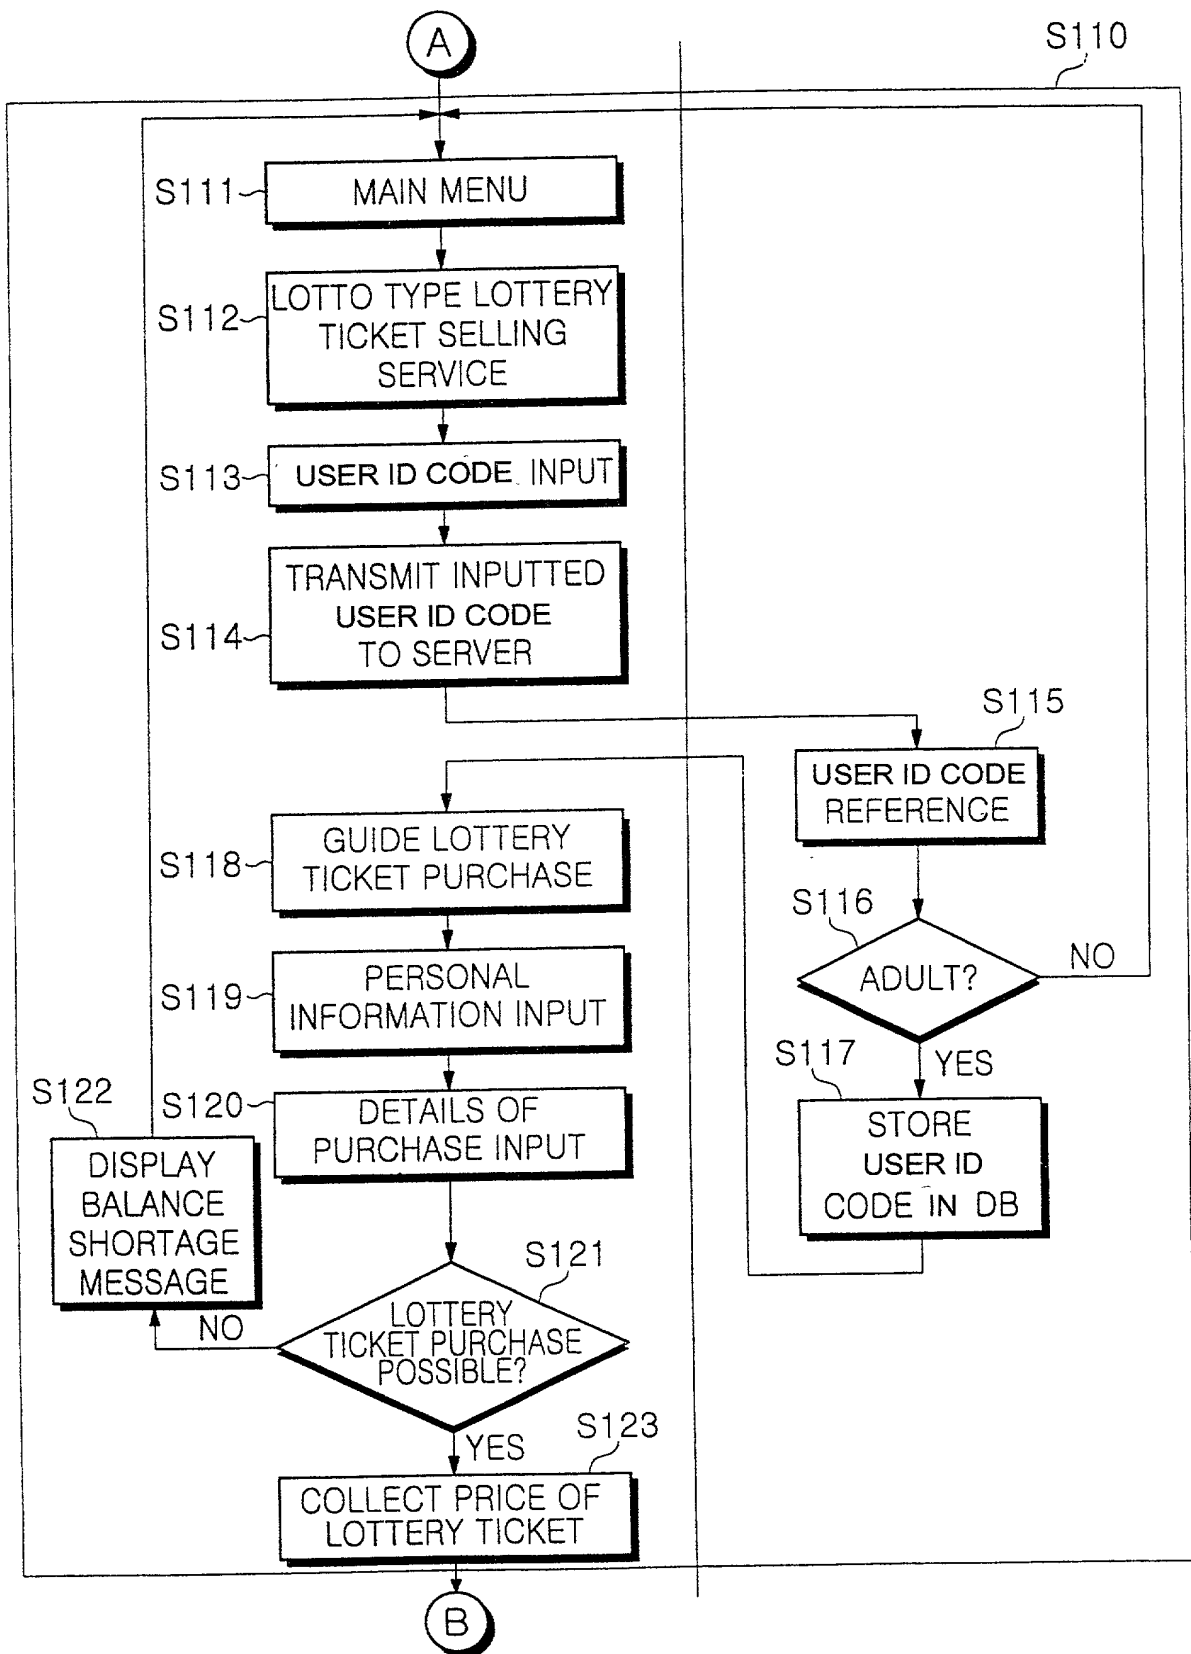 A
S110
S111
MAIN MENU
S112
LOTTO TYPE LOTTERY
TICKET SELLING
SERVICE
S113
USER ID CODE INPUT
S114
TRANSMIT INPUTTED
USER ID CODE
TO SERVER
S115
USER ID CODE
REFERENCE
S118
GUIDE LOTTERY
TICKET PURCHASE
S116
ADULT?
NO
S119
PERSONAL
INFORMATION INPUT
YES
S117
STORE
USER ID
CODE IN DB
S120
DETAILS OF
PURCHASE INPUT
S122
DISPLAY
BALANCE
SHORTAGE
MESSAGE
S121
LOTTERY
TICKET PURCHASE
POSSIBLE?
NO
YES
S123
COLLECT PRICE OF
LOTTERY TICKET
B